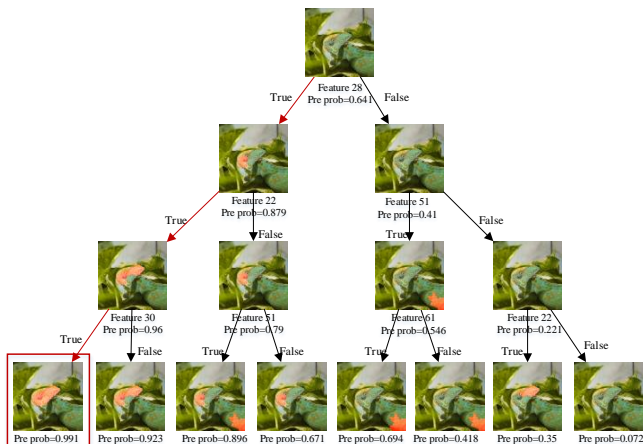 Feature 28
Pre prob=0.641
True
False
Feature 22
Pre prob=0.879
Feature 51
Pre prob=0.41
True
False
True
False
Feature 30
Pre prob=0.96
Feature 51
Pre prob=0.79
Feature 61
Pre prob=0.546
Feature 22
Pre prob=0.221
True
False
True
False
True
False
True
False
Pre prob=0.991
Pre prob=0.923
Pre prob=0.896
Pre prob=0.671
Pre prob=0.694
Pre prob=0.418
Pre prob=0.35
Pre prob=0.072